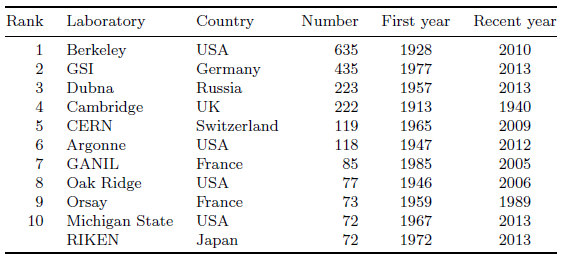 Rank Laboratory Country Number First year Recent year
1 Berkeley USA 635 1928 2010
2 GSI Germany 435 1977 2013
3 Dubna Russia 223 1957 2013
4 Cambridge UK 222 1913 1940
5 CERN Switzerland 119 1965 2009
6 Argonne USA 118 1947 2012
7 GANIL France 85 1985 2005
8 Oak Ridge USA 77 1946 2006
9 Orsay France 73 1959 1989
10 Michigan State USA 72 1967 2013
RIKEN Japan 72 1972 2013